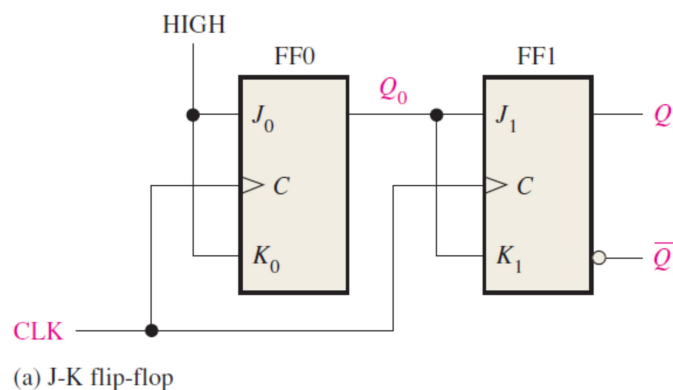 HIGH
FF0
FF1
Q₀
J₀
J₁
Q
C
C
K₀
K₁
Q̅
CLK
(a) J-K flip-flop